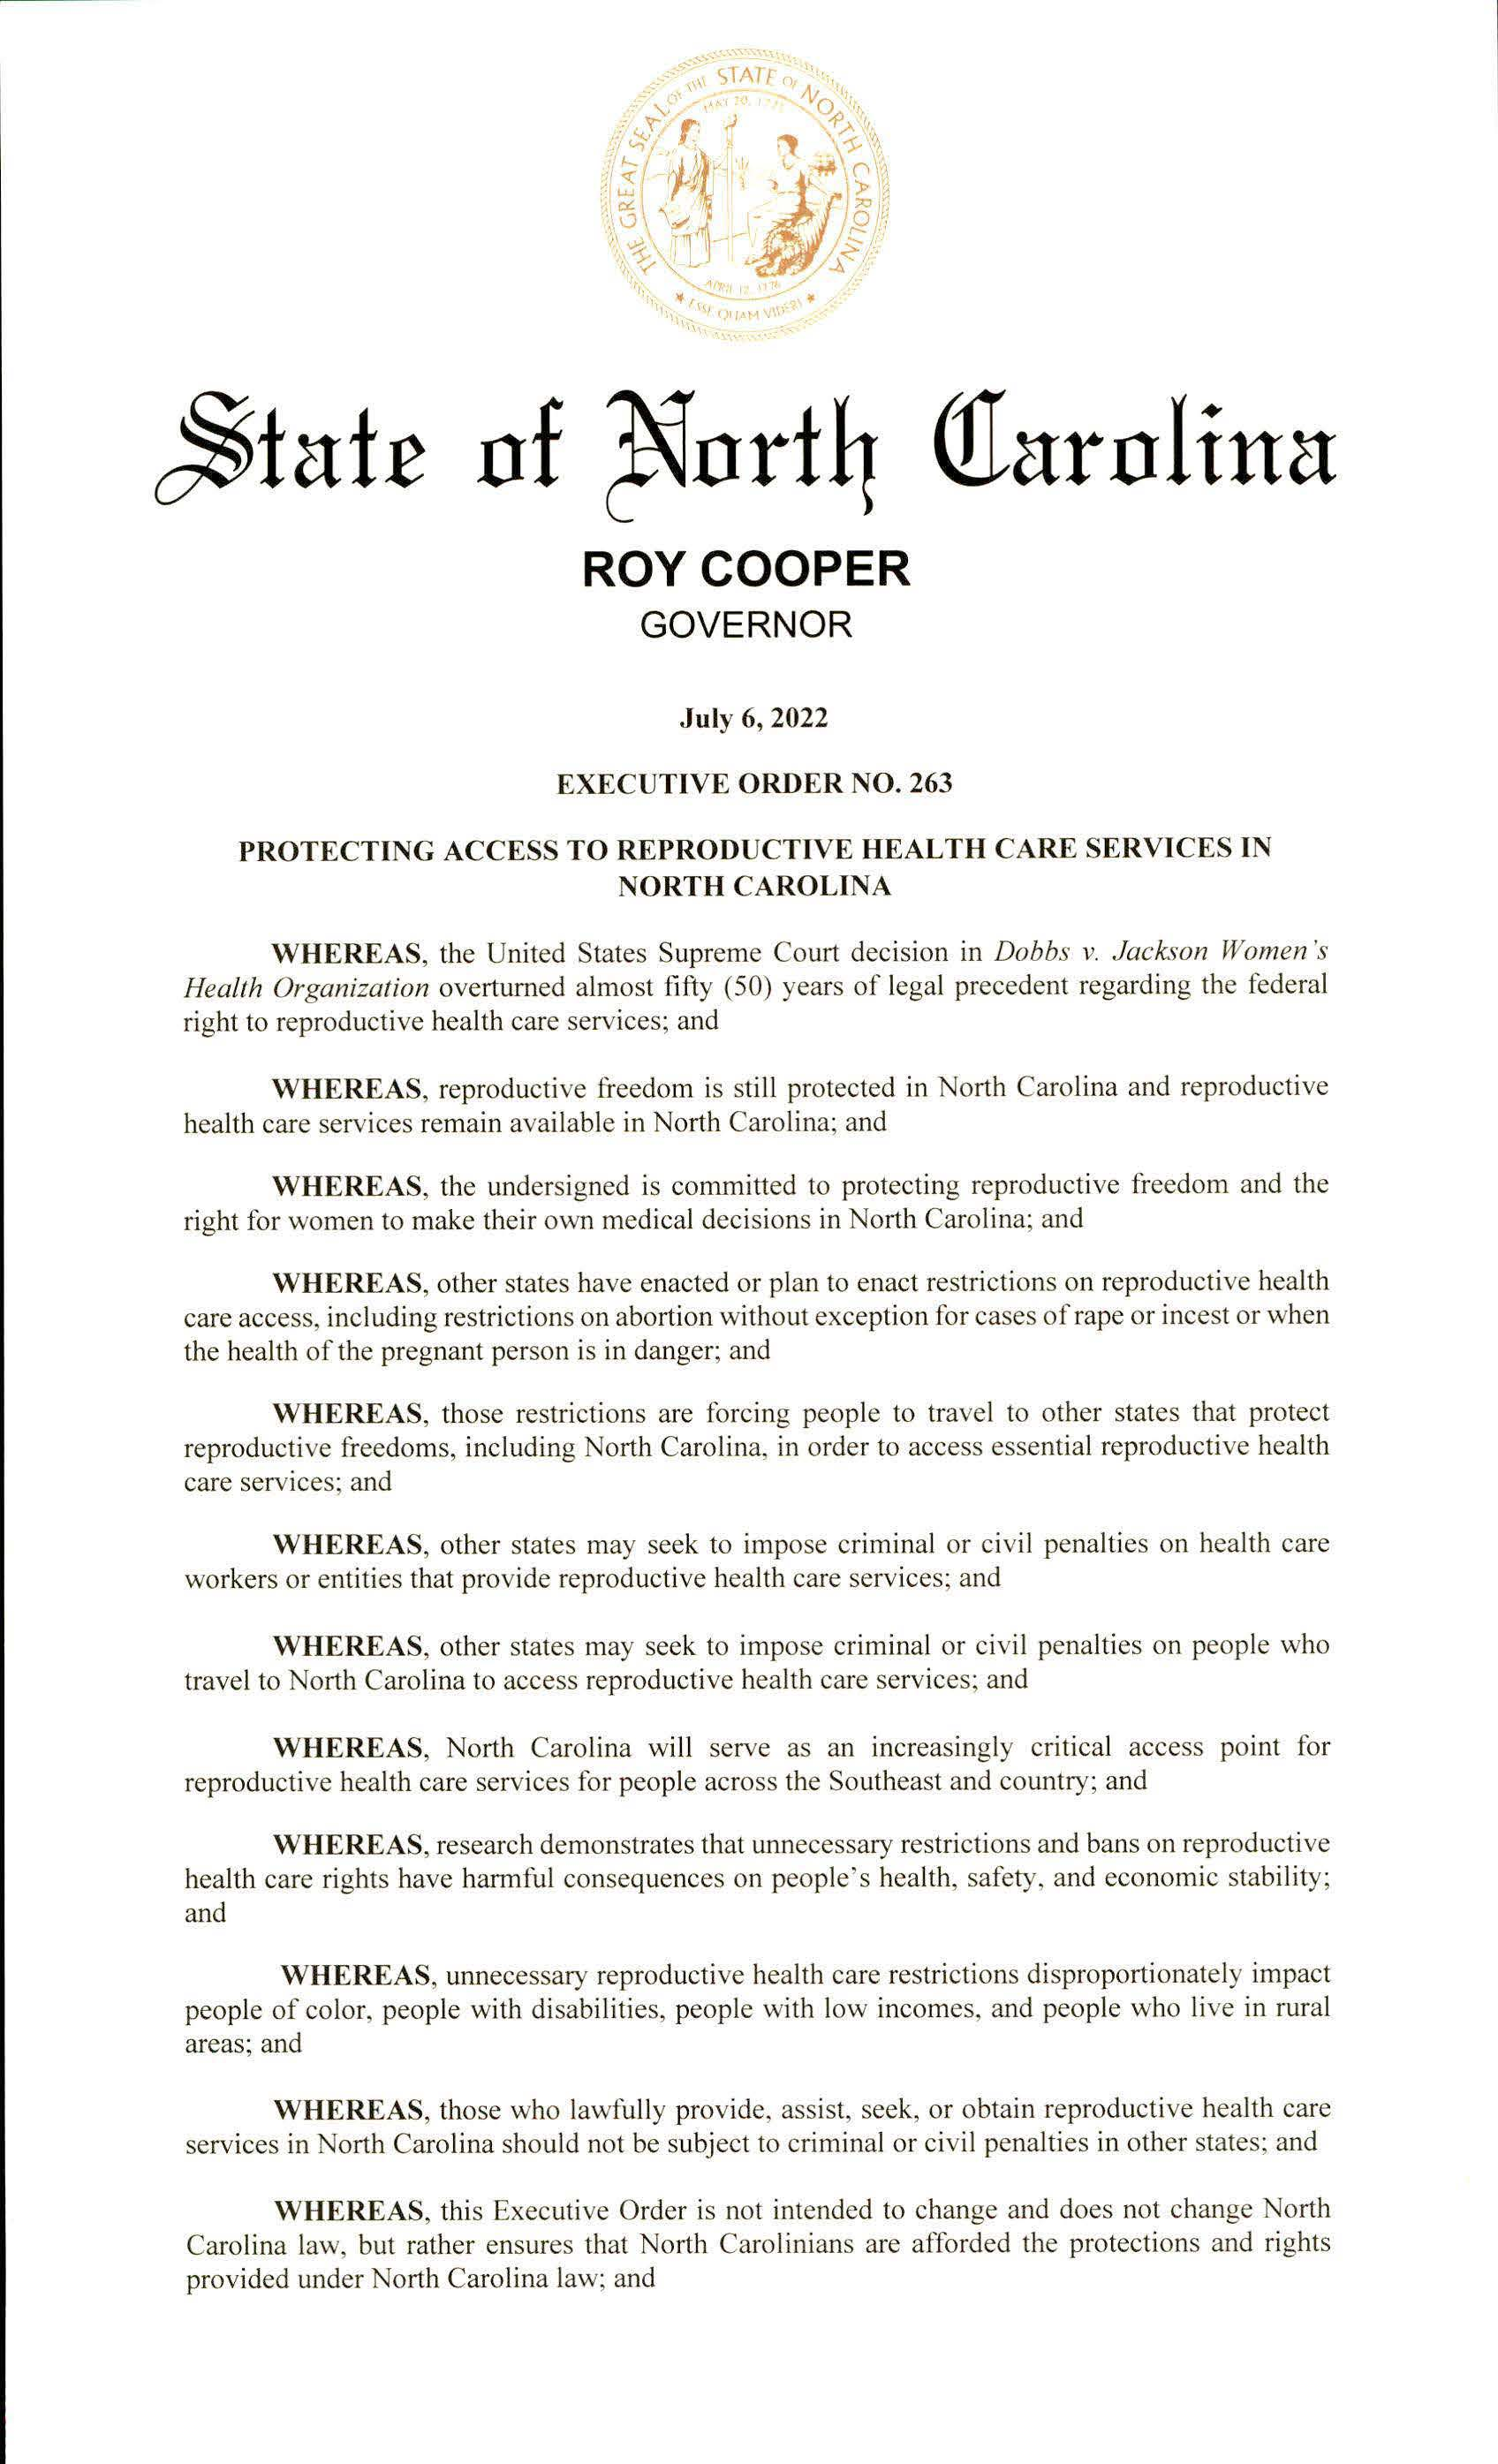 THE GREAT SEAL OF THE STATE OF NORTH CAROLINA
MAY 20, 1775
APRIL 12, 1776
★ ESSE QUAM VIDERI ★
State of North Carolina
ROY COOPER
GOVERNOR
July 6, 2022
EXECUTIVE ORDER NO. 263
PROTECTING ACCESS TO REPRODUCTIVE HEALTH CARE SERVICES IN
NORTH CAROLINA
WHEREAS, the United States Supreme Court decision in Dobbs v. Jackson Women's
Health Organization overturned almost fifty (50) years of legal precedent regarding the federal
right to reproductive health care services; and
WHEREAS, reproductive freedom is still protected in North Carolina and reproductive
health care services remain available in North Carolina; and
WHEREAS, the undersigned is committed to protecting reproductive freedom and the
right for women to make their own medical decisions in North Carolina; and
WHEREAS, other states have enacted or plan to enact restrictions on reproductive health
care access, including restrictions on abortion without exception for cases of rape or incest or when
the health of the pregnant person is in danger; and
WHEREAS, those restrictions are forcing people to travel to other states that protect
reproductive freedoms, including North Carolina, in order to access essential reproductive health
care services; and
WHEREAS, other states may seek to impose criminal or civil penalties on health care
workers or entities that provide reproductive health care services; and
WHEREAS, other states may seek to impose criminal or civil penalties on people who
travel to North Carolina to access reproductive health care services; and
WHEREAS, North Carolina will serve as an increasingly critical access point for
reproductive health care services for people across the Southeast and country; and
WHEREAS, research demonstrates that unnecessary restrictions and bans on reproductive
health care rights have harmful consequences on people's health, safety, and economic stability;
and
WHEREAS, unnecessary reproductive health care restrictions disproportionately impact
people of color, people with disabilities, people with low incomes, and people who live in rural
areas; and
WHEREAS, those who lawfully provide, assist, seek, or obtain reproductive health care
services in North Carolina should not be subject to criminal or civil penalties in other states; and
WHEREAS, this Executive Order is not intended to change and does not change North
Carolina law, but rather ensures that North Carolinians are afforded the protections and rights
provided under North Carolina law; and